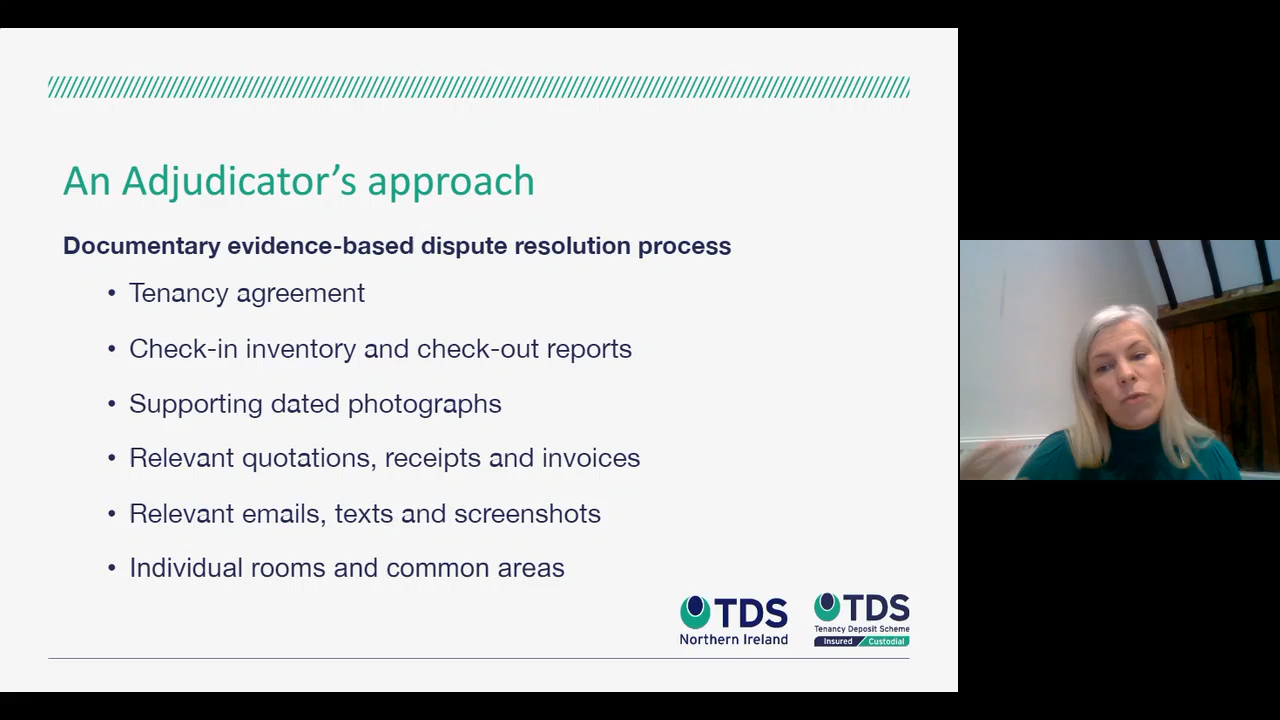 An Adjudicator’s approach
Documentary evidence-based dispute resolution process
• Tenancy agreement
• Check-in inventory and check-out reports
• Supporting dated photographs
• Relevant quotations, receipts and invoices
• Relevant emails, texts and screenshots
• Individual rooms and common areas
TDS
Northern Ireland
TDS
Tenancy Deposit Scheme
Insured Custodial